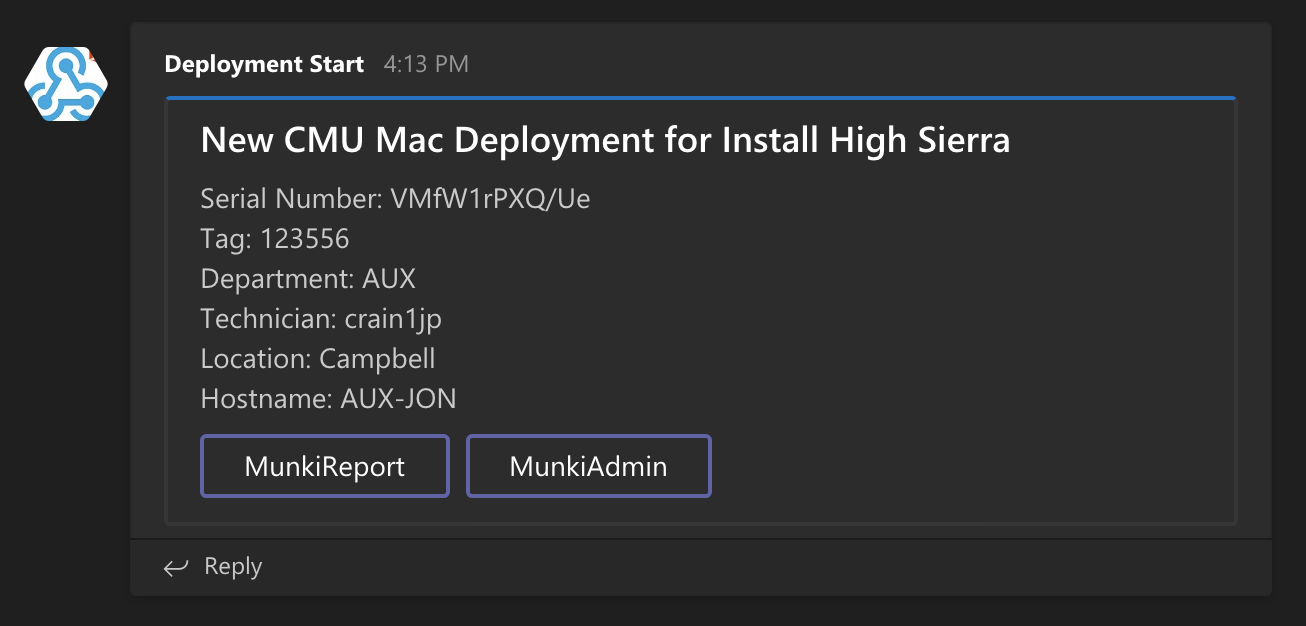 Deployment Start 4:13 PM
New CMU Mac Deployment for Install High Sierra
Serial Number: VMfW1rPXQ/Ue
Tag: 123556
Department: AUX
Technician: crain1jp
Location: Campbell
Hostname: AUX-JON
MunkiReport MunkiAdmin
Reply